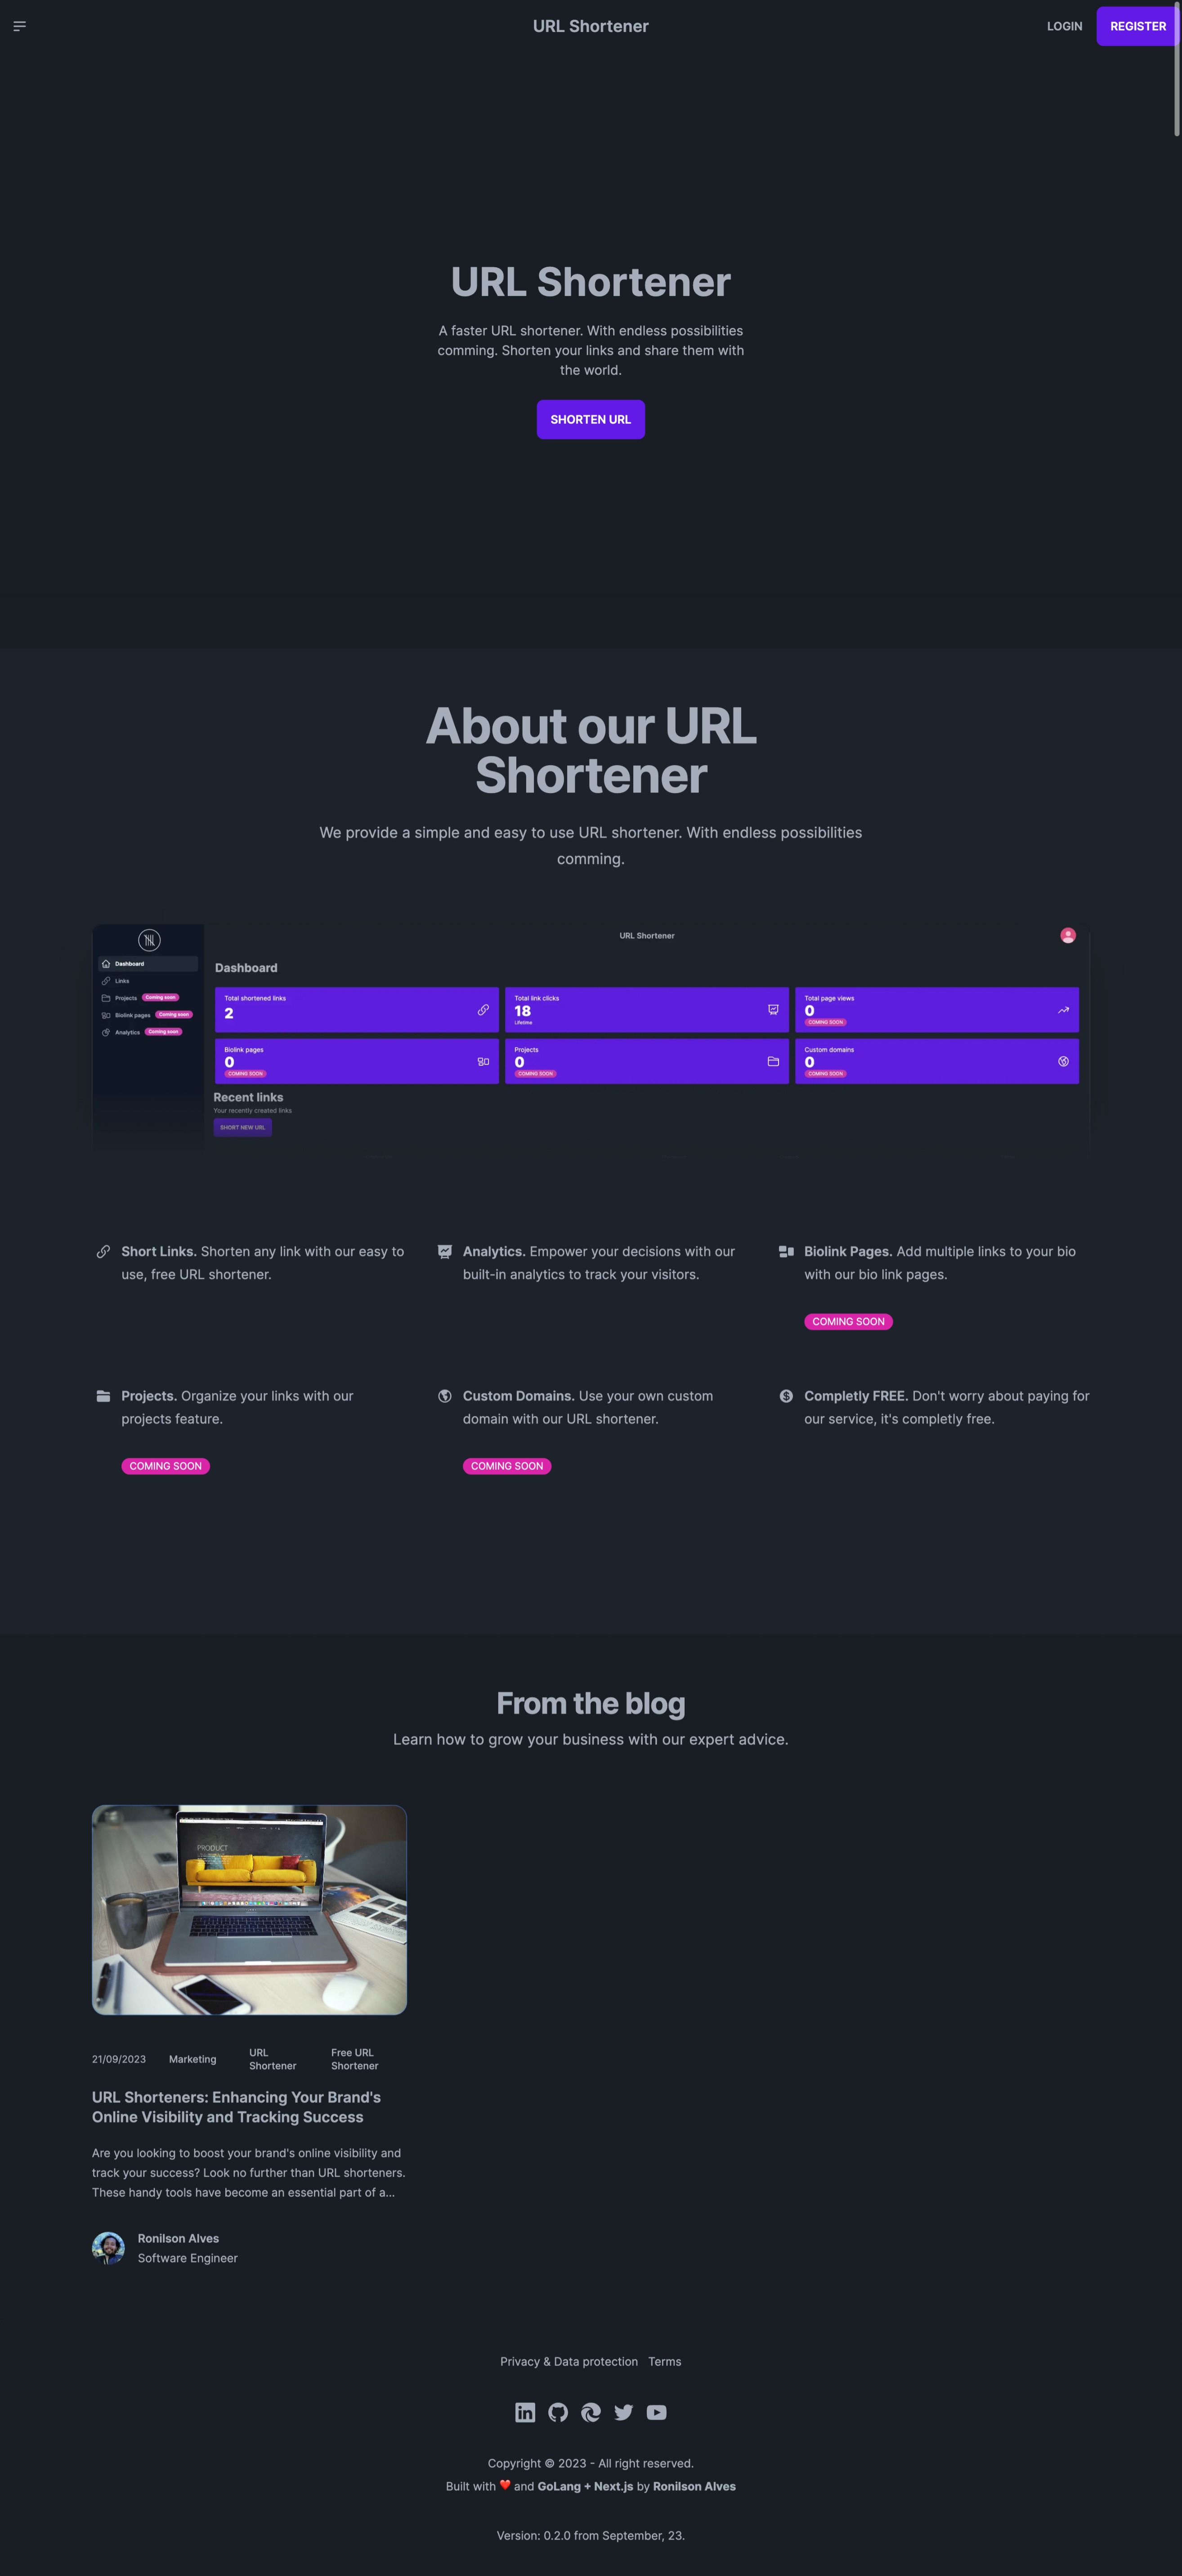 URL Shortener
LOGIN
REGISTER
URL Shortener
A faster URL shortener. With endless possibilities
comming. Shorten your links and share them with
the world.
SHORTEN URL
About our URL
Shortener
We provide a simple and easy to use URL shortener. With endless possibilities
comming.
URL Shortener
Dashboard
Links
Projects Coming soon
Biolink pages Coming soon
Analytics Coming soon
Dashboard
Total shortened links
2
Total link clicks
18
Lifetime
Total page views
0
COMING SOON
Biolink pages
0
COMING SOON
Projects
0
COMING SOON
Custom domains
0
COMING SOON
Recent links
Your recently created links
SHORT NEW URL
Short Links. Shorten any link with our easy to
use, free URL shortener.
Analytics. Empower your decisions with our
built-in analytics to track your visitors.
Biolink Pages. Add multiple links to your bio
with our bio link pages.
COMING SOON
Projects. Organize your links with our
projects feature.
COMING SOON
Custom Domains. Use your own custom
domain with our URL shortener.
COMING SOON
Completly FREE. Don't worry about paying for
our service, it's completly free.
From the blog
Learn how to grow your business with our expert advice.
PRODUCT
21/09/2023
Marketing
URL
Shortener
Free URL
Shortener
URL Shorteners: Enhancing Your Brand's
Online Visibility and Tracking Success
Are you looking to boost your brand's online visibility and
track your success? Look no further than URL shorteners.
These handy tools have become an essential part of a...
Ronilson Alves
Software Engineer
Privacy & Data protection Terms
Copyright © 2023 - All right reserved.
Built with ❤️ and GoLang + Next.js by Ronilson Alves
Version: 0.2.0 from September, 23.